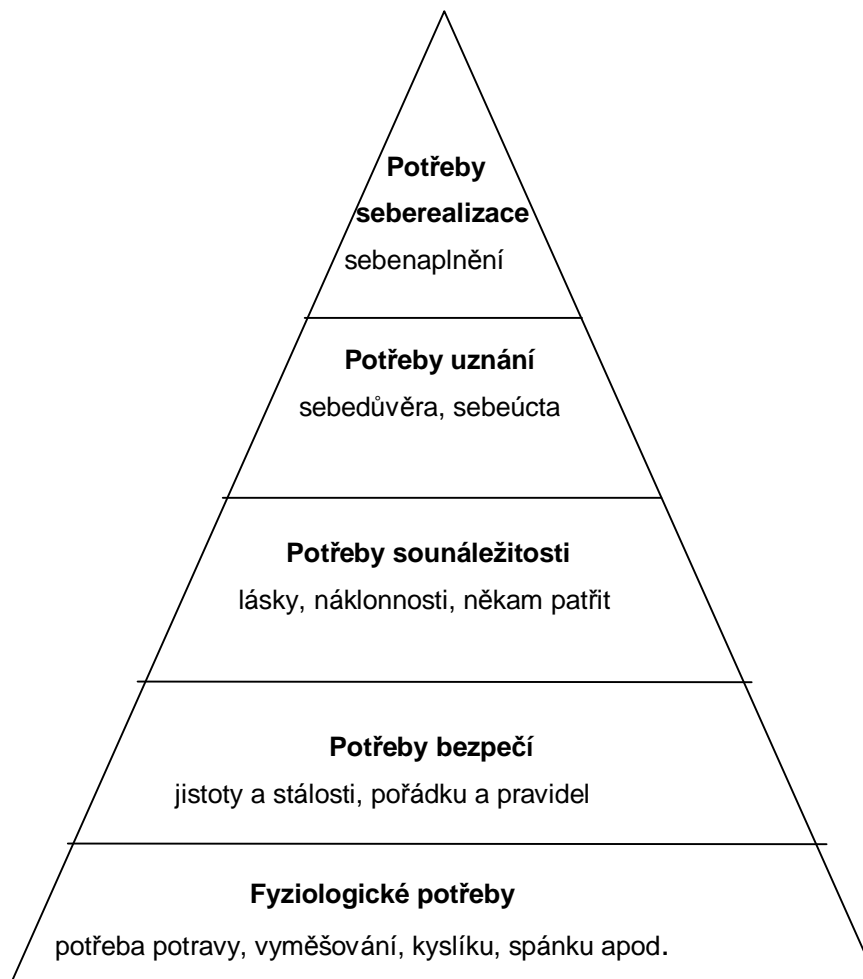 Potřeby
seberealizace
sebenaplnění
Potřeby uznání
sebedůvěra, sebeúcta
Potřeby sounáležitosti
lásky, náklonnosti, někam patřit
Potřeby bezpečí
jistoty a stálosti, pořádku a pravidel
Fyziologické potřeby
potřeba potravy, vyměšování, kyslíku, spánku apod.